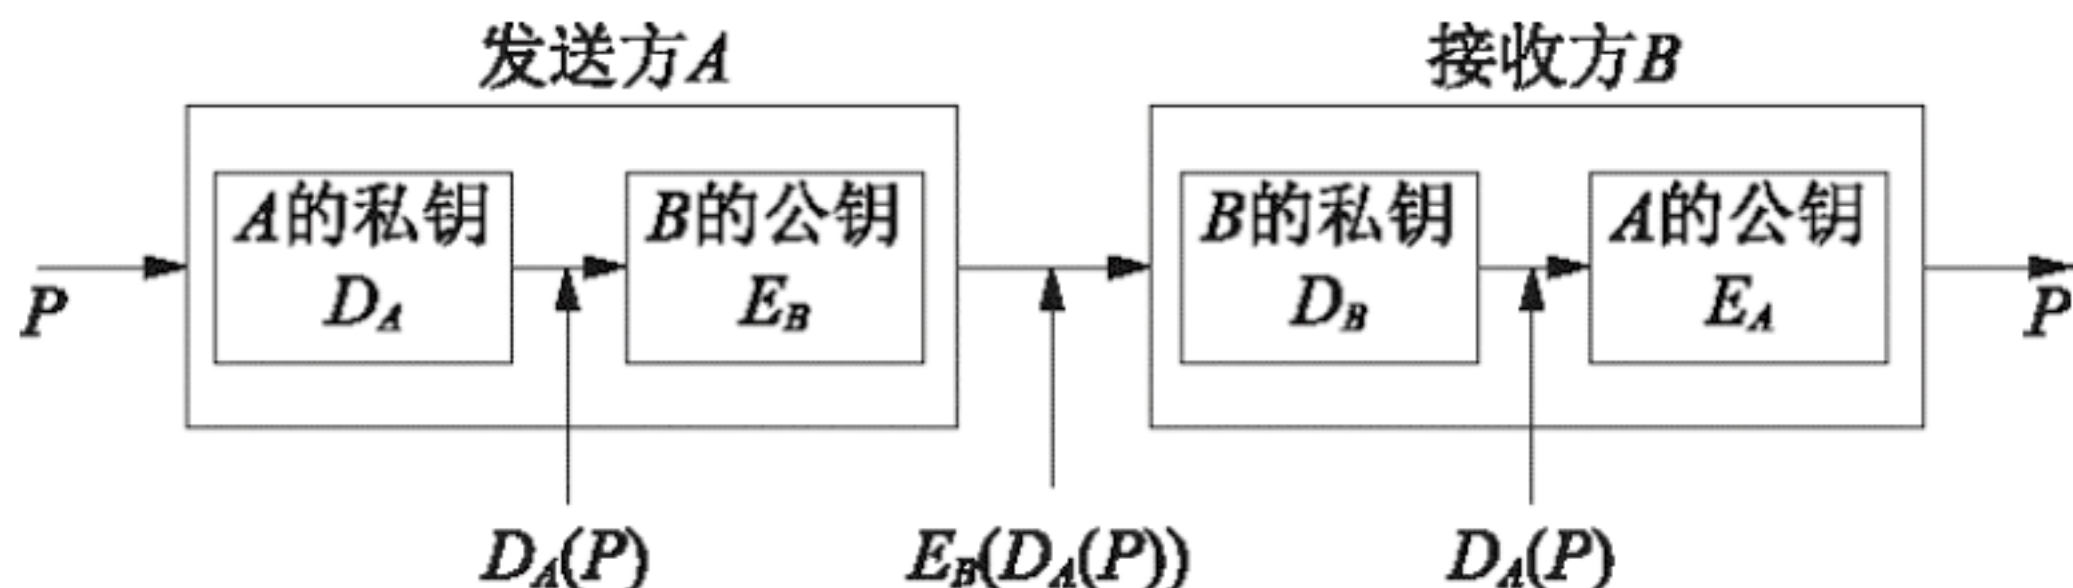 发送方A
接收方B
A的私钥
D_A
B的公钥
E_B
B的私钥
D_B
A的公钥
E_A
P
P
D_A(P)
E_B(D_A(P))
D_A(P)